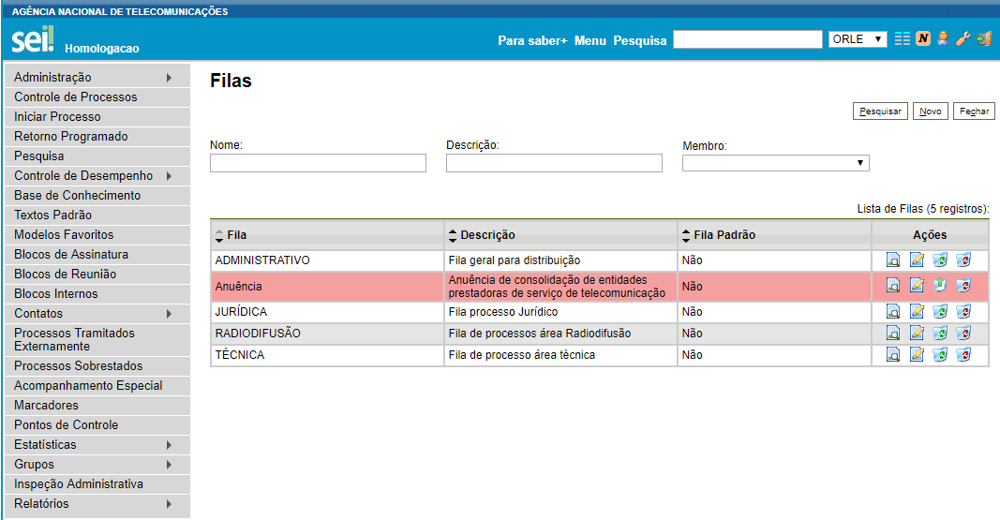 AGÊNCIA NACIONAL DE TELECOMUNICAÇÕES
sei! Homologacao
Para saber+ Menu Pesquisa ORLE
N
Administração
Controle de Processos
Iniciar Processo
Retorno Programado
Pesquisa
Controle de Desempenho
Base de Conhecimento
Textos Padrão
Modelos Favoritos
Blocos de Assinatura
Blocos de Reunião
Blocos Internos
Contatos
Processos Tramitados
Externamente
Processos Sobrestados
Acompanhamento Especial
Marcadores
Pontos de Controle
Estatísticas
Grupos
Inspeção Administrativa
Relatórios
Filas
Pesquisar Novo Fechar
Nome: Descrição: Membro:
Lista de Filas (5 registros):
Fila Descrição Fila Padrão Ações
ADMINISTRATIVO Fila geral para distribuição Não
Anuência Anuência de consolidação de entidades Não
prestadoras de serviço de telecomunicação
JURÍDICA Fila processo Jurídico Não
RADIODIFUSÃO Fila de processos área Radiodifusão Não
TÉCNICA Fila de processo área técnica Não